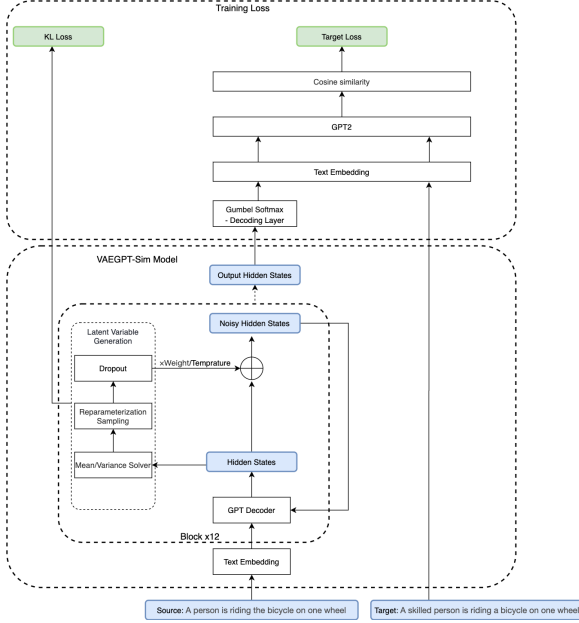 Training Loss
KL Loss
Target Loss
Cosine similarity
GPT2
Text Embedding
Gumbel Softmax
- Decoding Layer
VAEGPT-Sim Model
Output Hidden States
Noisy Hidden States
Latent Variable
Generation
Dropout
×Weight/Temprature
Reparameterization
Sampling
Mean/Variance Solver
Hidden States
GPT Decoder
Block x12
Text Embedding
Source: A person is riding the bicycle on one wheel
Target: A skilled person is riding a bicycle on one wheel